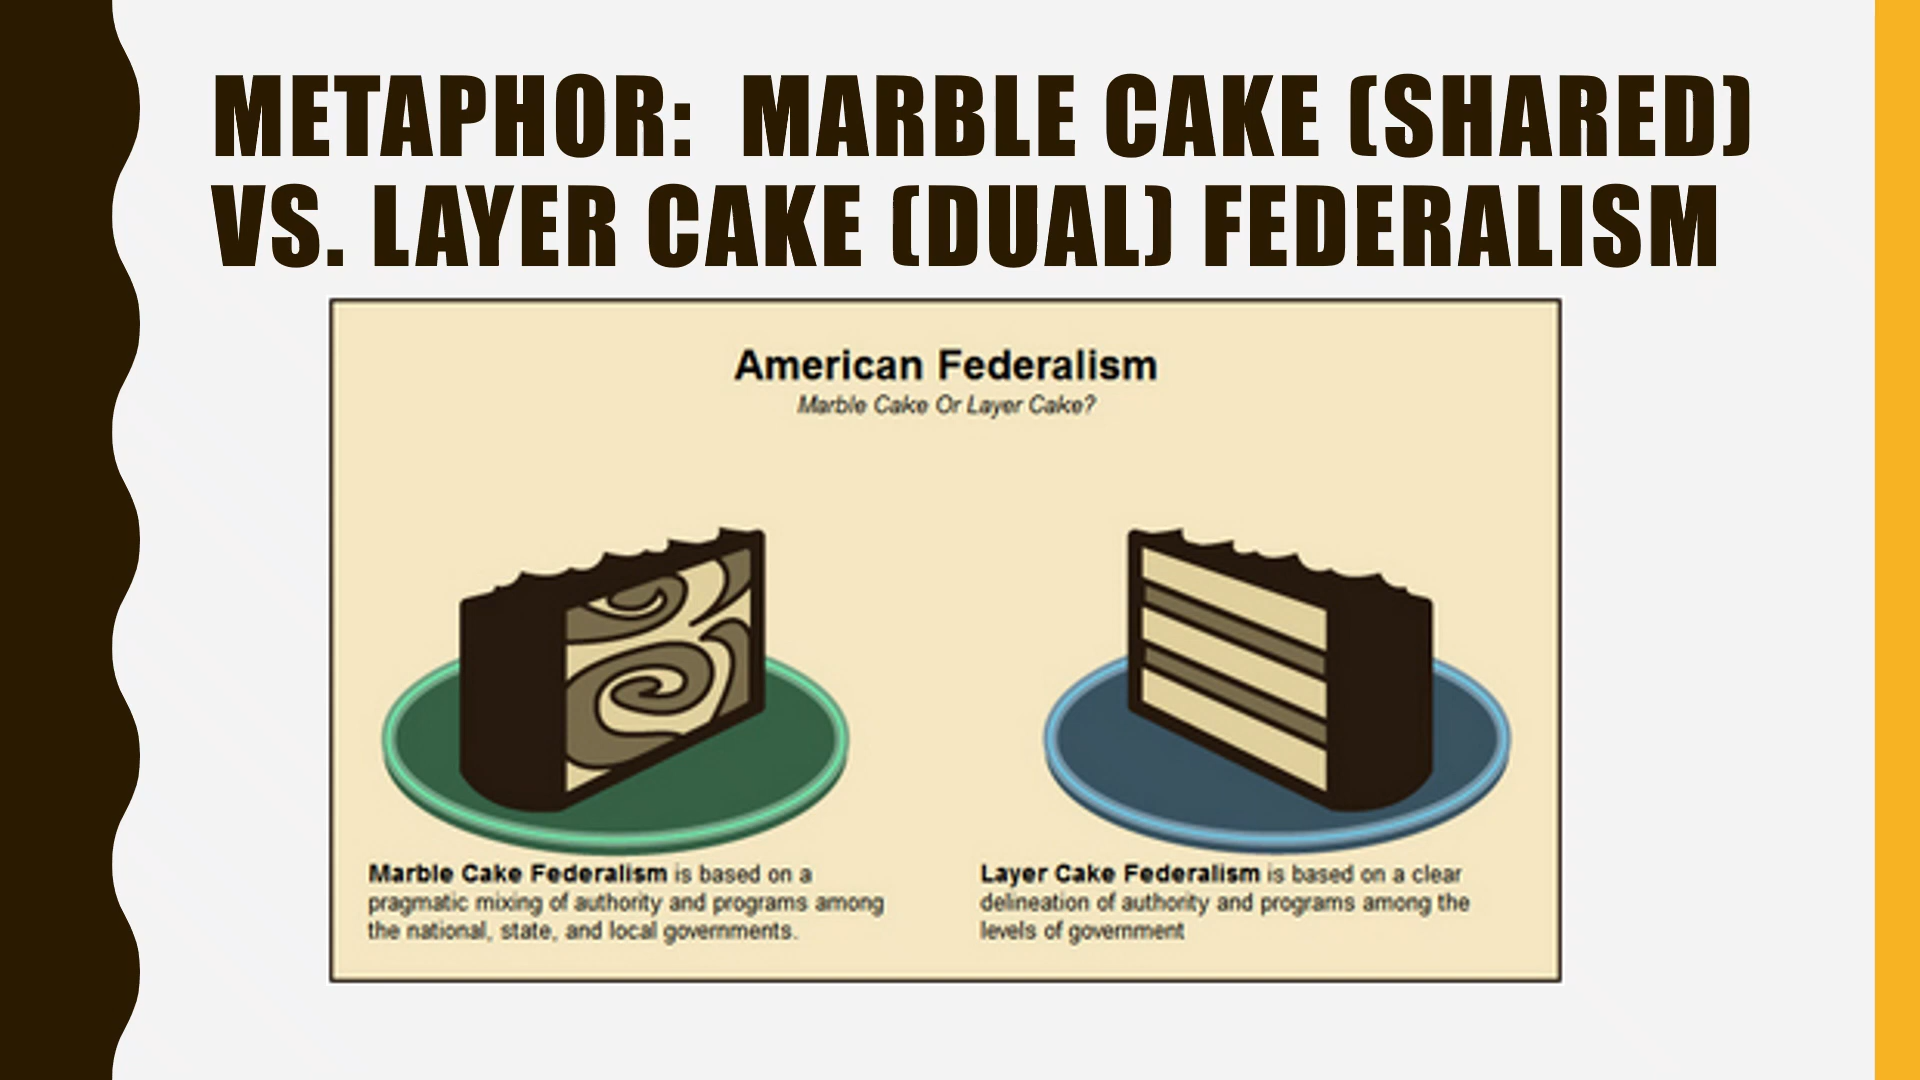 METAPHOR: MARBLE CAKE (SHARED)
VS. LAYER CAKE (DUAL) FEDERALISM
American Federalism
Marble Cake Or Layer Cake?
Marble Cake Federalism is based on a
pragmatic mixing of authority and programs among
the national, state, and local governments.
Layer Cake Federalism is based on a clear
delineation of authority and programs among the
levels of government